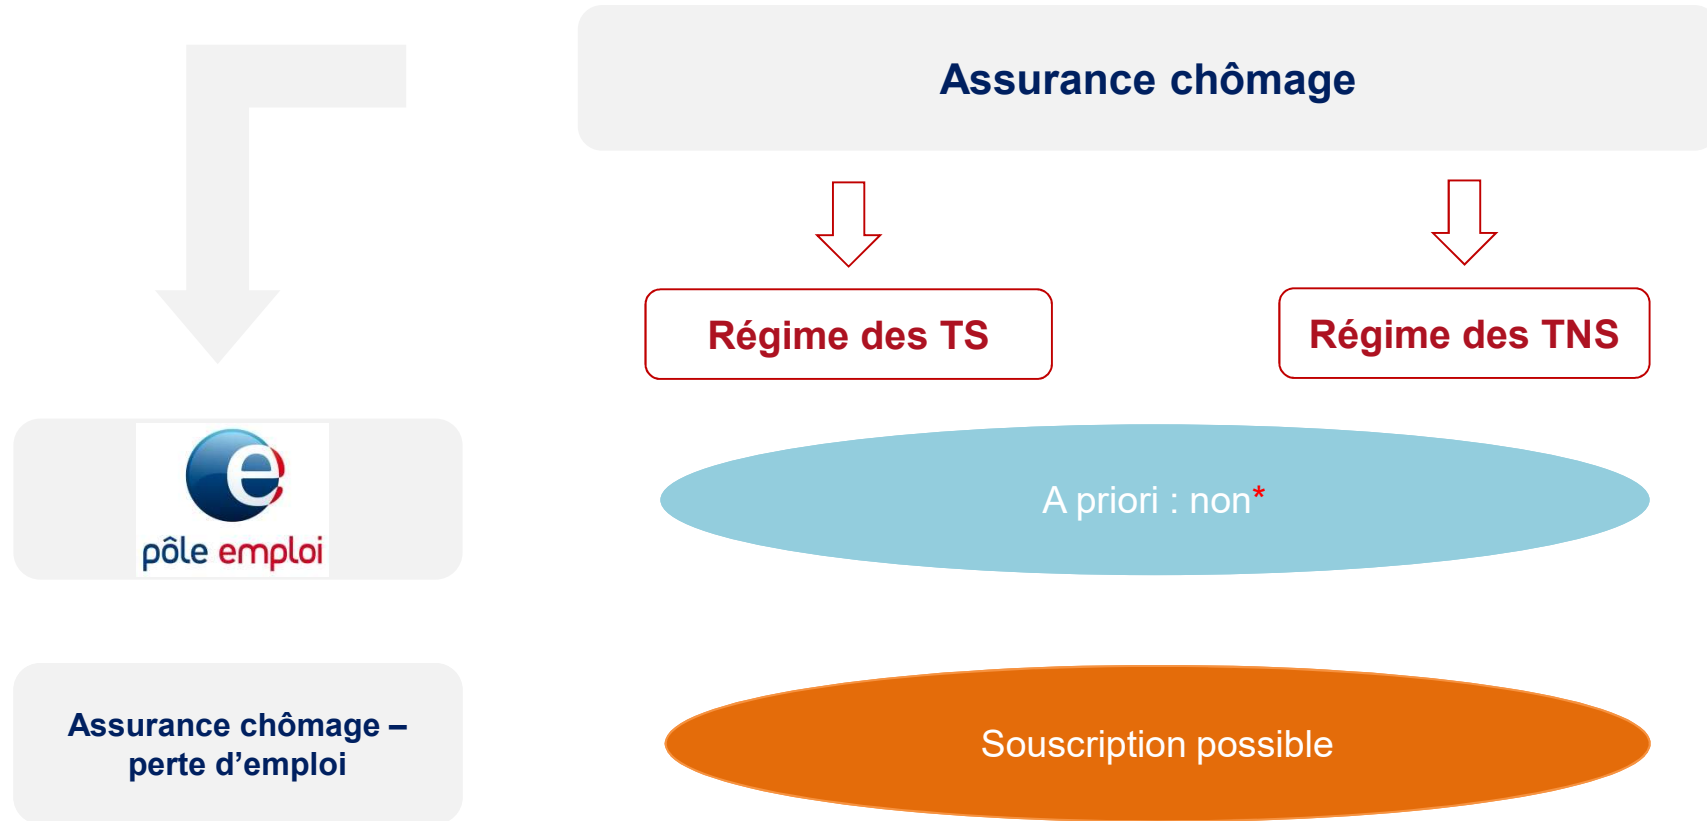 Assurance chômage
Régime des TS
Régime des TNS
pôle emploi
A priori : non*
Assurance chômage –
perte d’emploi
Souscription possible